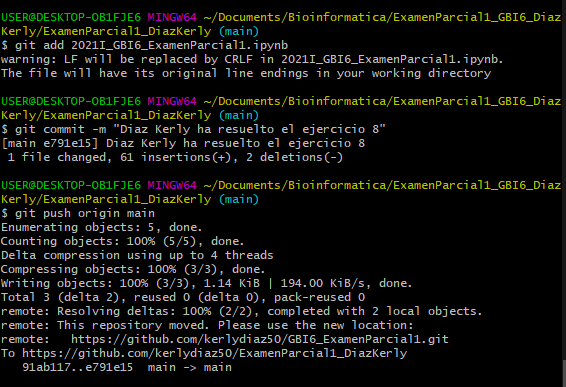 USER@DESKTOP-OB1FJE6 MINGW64 ~/Documents/Bioinformatica/ExamenParcial1_GBI6_Diaz
Kerly/ExamenParcial1_DiazKerly (main)
$ git add 2021I_GBI6_ExamenParcial1.ipynb
warning: LF will be replaced by CRLF in 2021I_GBI6_ExamenParcial1.ipynb.
The file will have its original line endings in your working directory
USER@DESKTOP-OB1FJE6 MINGW64 ~/Documents/Bioinformatica/ExamenParcial1_GBI6_Diaz
Kerly/ExamenParcial1_DiazKerly (main)
$ git commit -m "Diaz Kerly ha resuelto el ejercicio 8"
[main e791e15] Diaz Kerly ha resuelto el ejercicio 8
1 file changed, 61 insertions(+), 2 deletions(-)
USER@DESKTOP-OB1FJE6 MINGW64 ~/Documents/Bioinformatica/ExamenParcial1_GBI6_Diaz
Kerly/ExamenParcial1_DiazKerly (main)
$ git push origin main
Enumerating objects: 5, done.
Counting objects: 100% (5/5), done.
Delta compression using up to 4 threads
Compressing objects: 100% (3/3), done.
Writing objects: 100% (3/3), 1.14 KiB | 194.00 KiB/s, done.
Total 3 (delta 2), reused 0 (delta 0), pack-reused 0
remote: Resolving deltas: 100% (2/2), completed with 2 local objects.
remote: This repository moved. Please use the new location:
remote:   https://github.com/kerlydiaz50/GBI6_ExamenParcial1.git
To https://github.com/kerlydiaz50/ExamenParcial1_DiazKerly
   91ab117..e791e15  main -> main